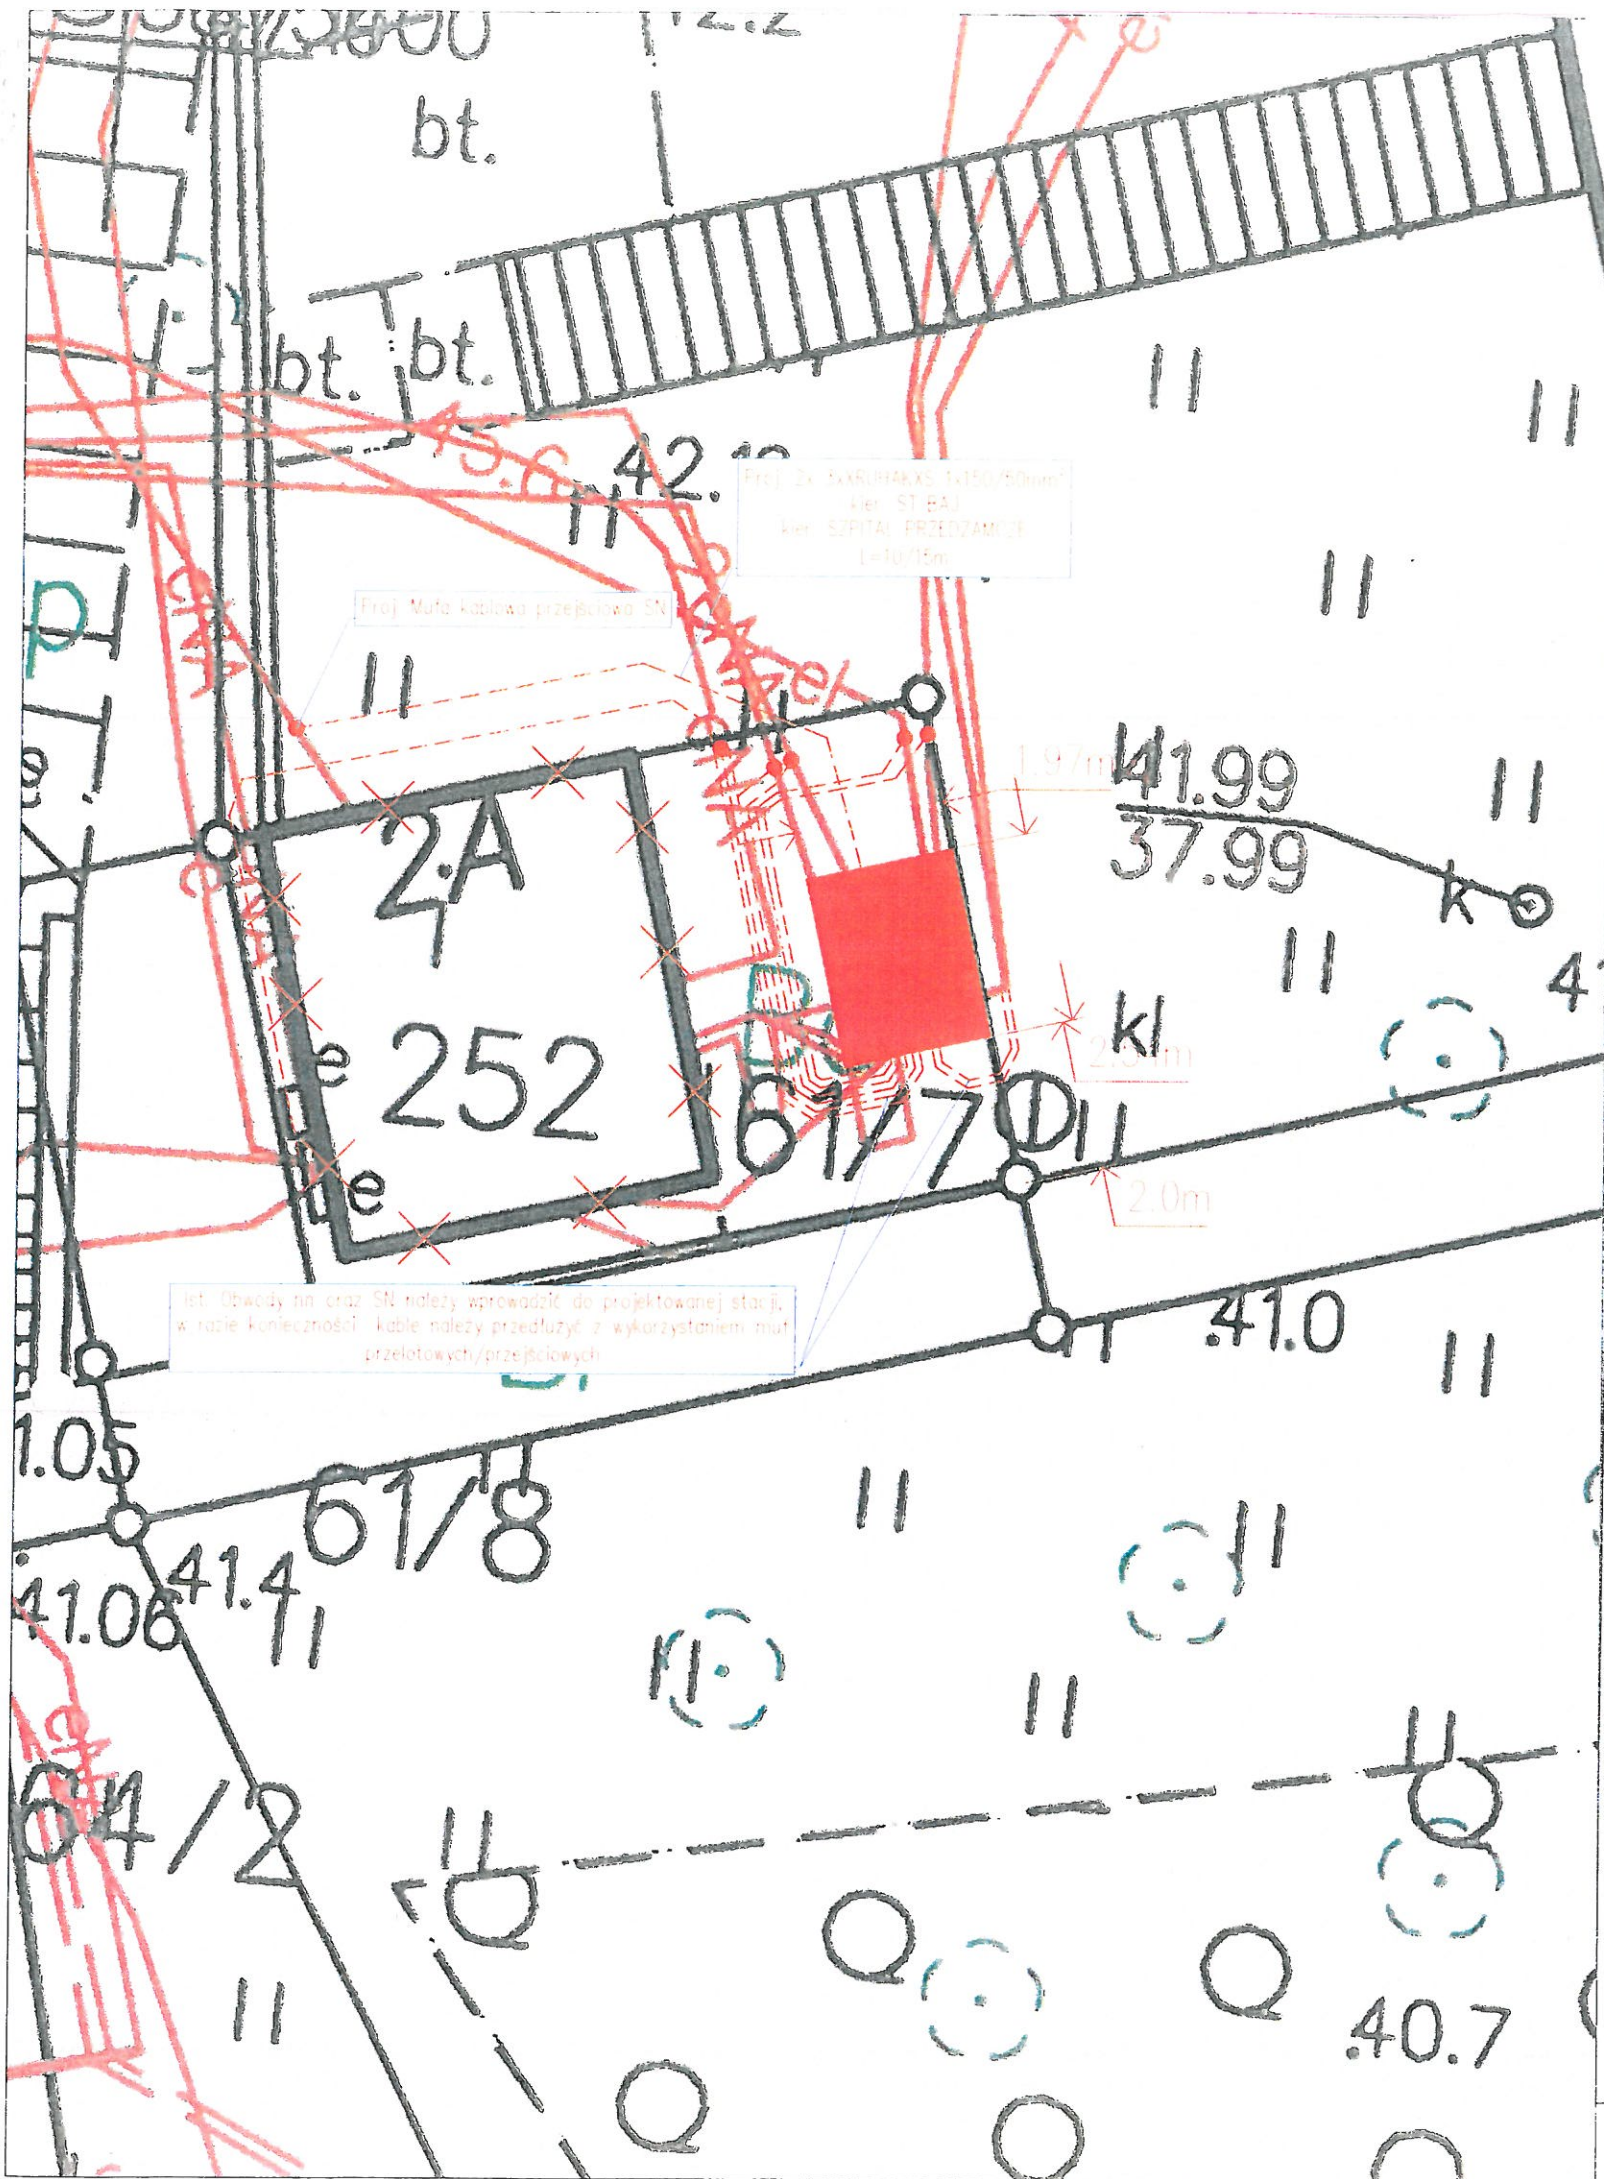 bt.
bt.
bt.
42.
Proj. 2x 3xXRUHAKXS 1x150/50mm²
kier. ST BAJ
kier. SZPITAL PRZEDZAMCZE
L=10/15m
Proj. Mufa kablowa przejściowa SN
p
e
1.97m
41.99
37.99
2A
k
252
e
e
kl
61/7
2.0m
Ist. Obwody nn oraz SN należy wprowadzić do projektowanej stacji,
w razie konieczności kable należy przedłużyć z wykorzystaniem muf
przelotowych/przejściowych
.41.0
1.05
61/8
41.4
41.06
64/2
.40.7